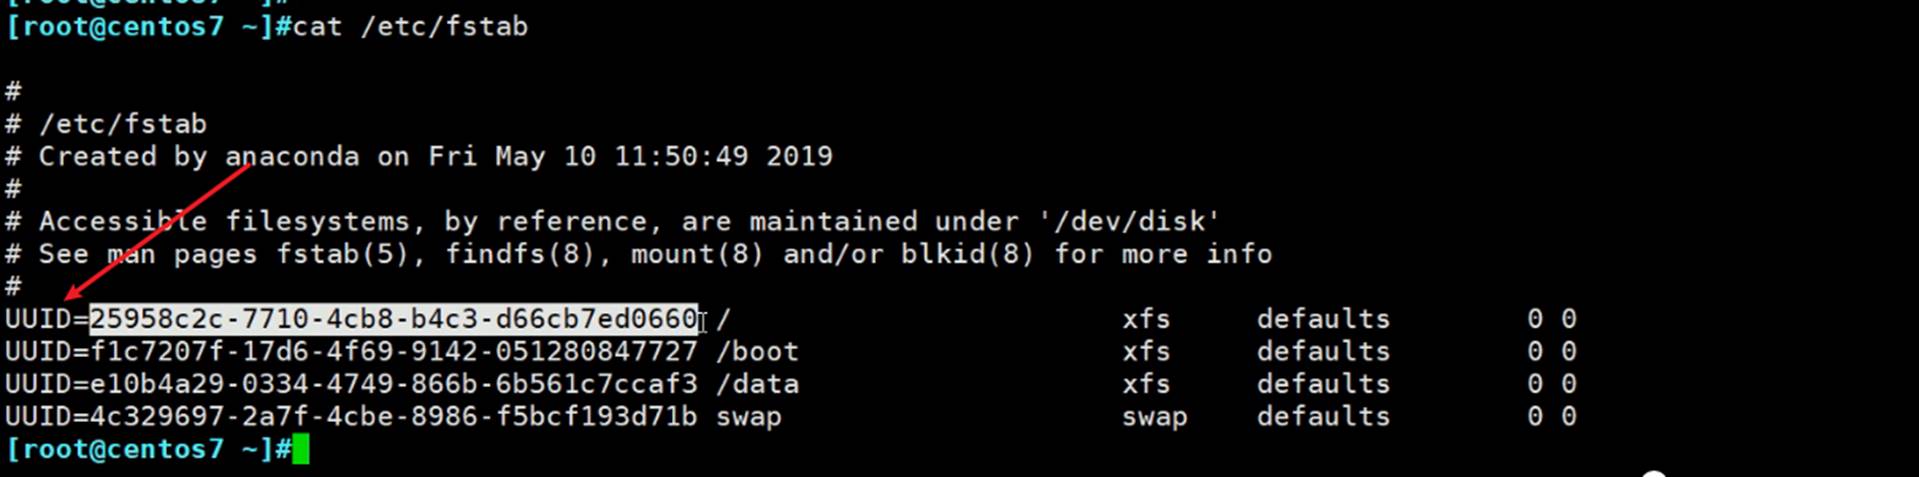 [root@centos7 ~]#
[root@centos7 ~]#cat /etc/fstab
#
# /etc/fstab
# Created by anaconda on Fri May 10 11:50:49 2019
#
# Accessible filesystems, by reference, are maintained under '/dev/disk'
# See man pages fstab(5), findfs(8), mount(8) and/or blkid(8) for more info
#
UUID=25958c2c-7710-4cb8-b4c3-d66cb7ed0660 / xfs defaults 0 0
UUID=f1c7207f-17d6-4f69-9142-051280847727 /boot xfs defaults 0 0
UUID=e10b4a29-0334-4749-866b-6b561c7ccaf3 /data xfs defaults 0 0
UUID=4c329697-2a7f-4cbe-8986-f5bcf193d71b swap swap defaults 0 0
[root@centos7 ~]#